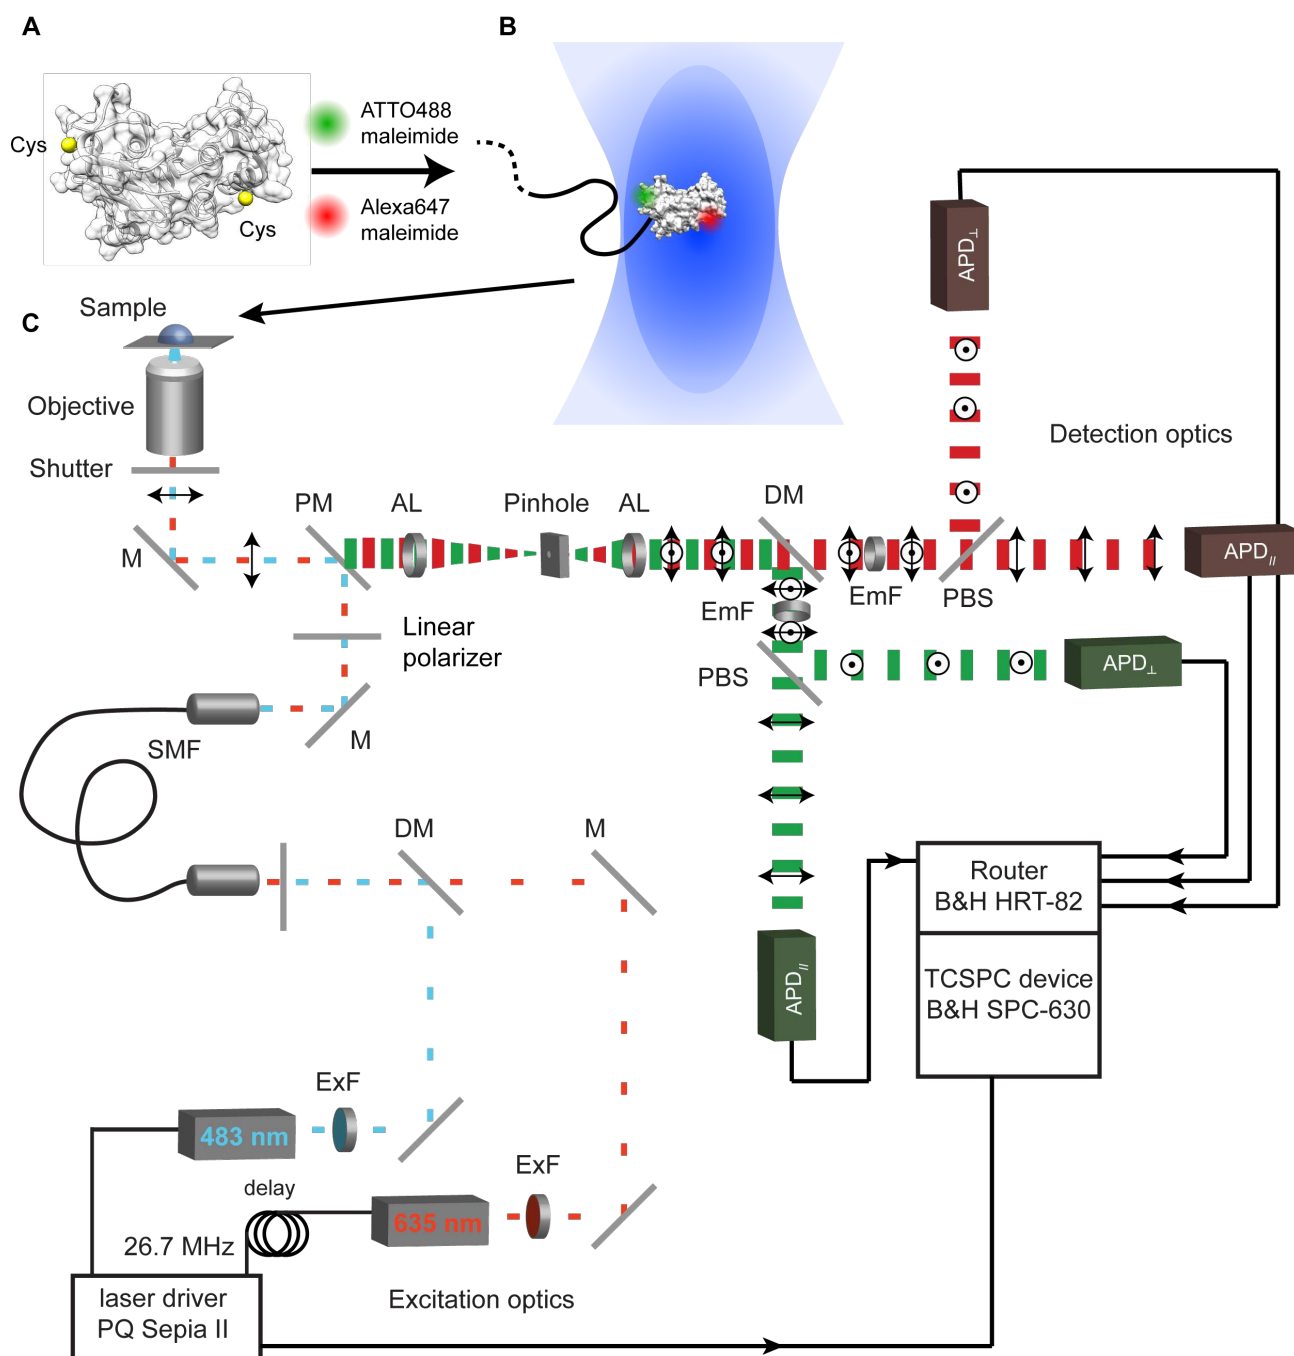 A
B
ATTO488
maleimide
Cys
Alexa647
maleimide
Cys
APD⊥
C
Sample
Objective
Detection optics
Shutter
PM
AL
Pinhole
AL
DM
M
APD//
EmF
EmF
PBS
Linear
polarizer
PBS
APD⊥
M
SMF
DM
M
Router
B&H HRT-82
APD//
TCSPC device
B&H SPC-630
ExF
483 nm
ExF
delay
635 nm
26.7 MHz
laser driver
PQ Sepia II
Excitation optics